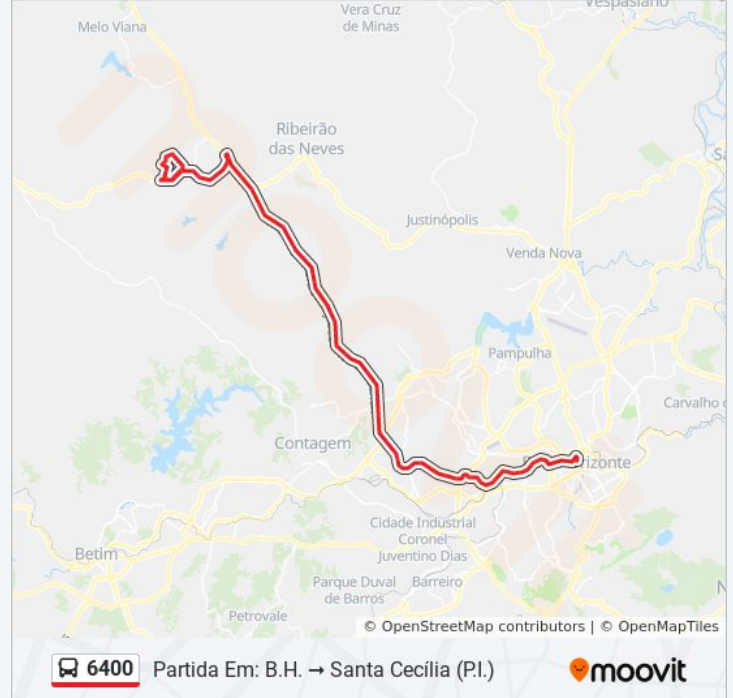 Vespasiano
Vera Cruz
de Minas
Melo Viana
Ribeirão
das Neves
Justinópolis
Venda Nova
Pampulha
Carvalho
Contagem
rizonte
Cidade Industrial
Coronel
Juventino Dias
Betim
Parque Duval
de Barros
Barreiro
Petrovale
© OpenStreetMap contributors | © OpenMapTiles
6400 Partida Em: B.H. → Santa Cecília (P.I.)
moovit